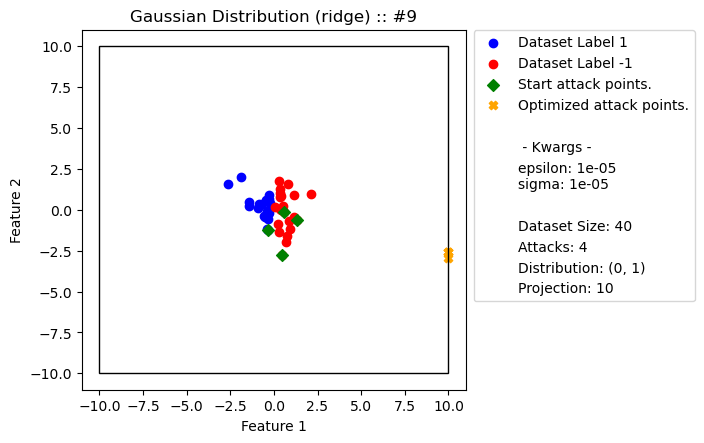 Gaussian Distribution (ridge) :: #9
10.0
7.5
5.0
2.5
0.0
−2.5
−5.0
−7.5
−10.0
Feature 2
−10.0 −7.5 −5.0 −2.5 0.0 2.5 5.0 7.5 10.0
Feature 1
Dataset Label 1
Dataset Label -1
Start attack points.
Optimized attack points.
- Kwargs -
epsilon: 1e-05
sigma: 1e-05
Dataset Size: 40
Attacks: 4
Distribution: (0, 1)
Projection: 10